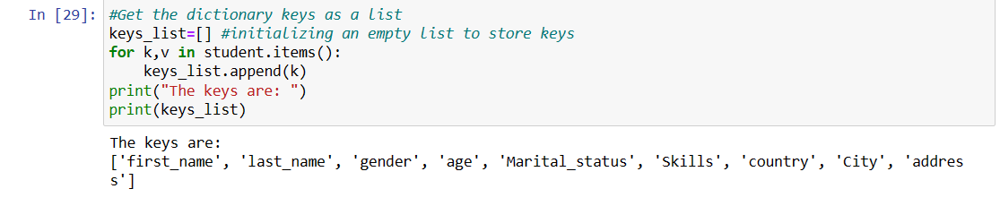 In [29]: #Get the dictionary keys as a list
keys_list=[] #initializing an empty list to store keys
for k,v in student.items():
    keys_list.append(k)
print("The keys are: ")
print(keys_list)
The keys are:
['first_name', 'last_name', 'gender', 'age', 'Marital_status', 'Skills', 'country', 'City', 'addres
s']